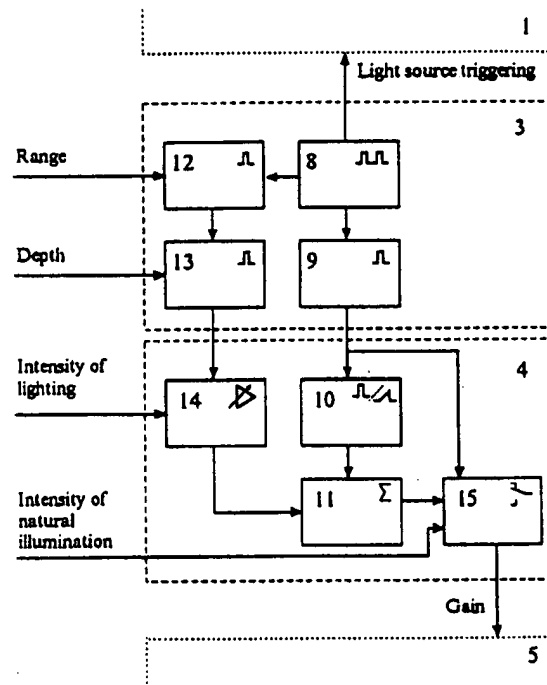 1
Light source triggering
3
Range
12
8
Depth
13
9
Intensity of
lighting
4
14
10
Intensity of
natural
illumination
11
Σ
15
Gain
5